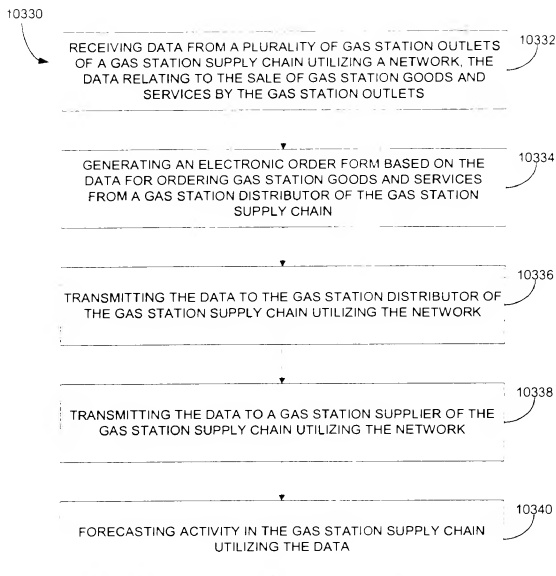 10330
RECEIVING DATA FROM A PLURALITY OF GAS STATION OUTLETS
OF A GAS STATION SUPPLY CHAIN UTILIZING A NETWORK, THE
DATA RELATING TO THE SALE OF GAS STATION GOODS AND
SERVICES BY THE GAS STATION OUTLETS
10332
GENERATING AN ELECTRONIC ORDER FORM BASED ON THE
DATA FOR ORDERING GAS STATION GOODS AND SERVICES
FROM A GAS STATION DISTRIBUTOR OF THE GAS STATION
SUPPLY CHAIN
10334
TRANSMITTING THE DATA TO THE GAS STATION DISTRIBUTOR OF
THE GAS STATION SUPPLY CHAIN UTILIZING THE NETWORK
10336
TRANSMITTING THE DATA TO A GAS STATION SUPPLIER OF THE
GAS STATION SUPPLY CHAIN UTILIZING THE NETWORK
10338
FORECASTING ACTIVITY IN THE GAS STATION SUPPLY CHAIN
UTILIZING THE DATA
10340